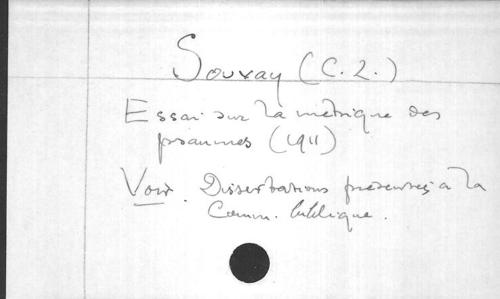 Souvay (C. L.)
Essai sur la métrique des
psaumes (1911)
Voir. Dissertations présentées à la
Comm. biblique.